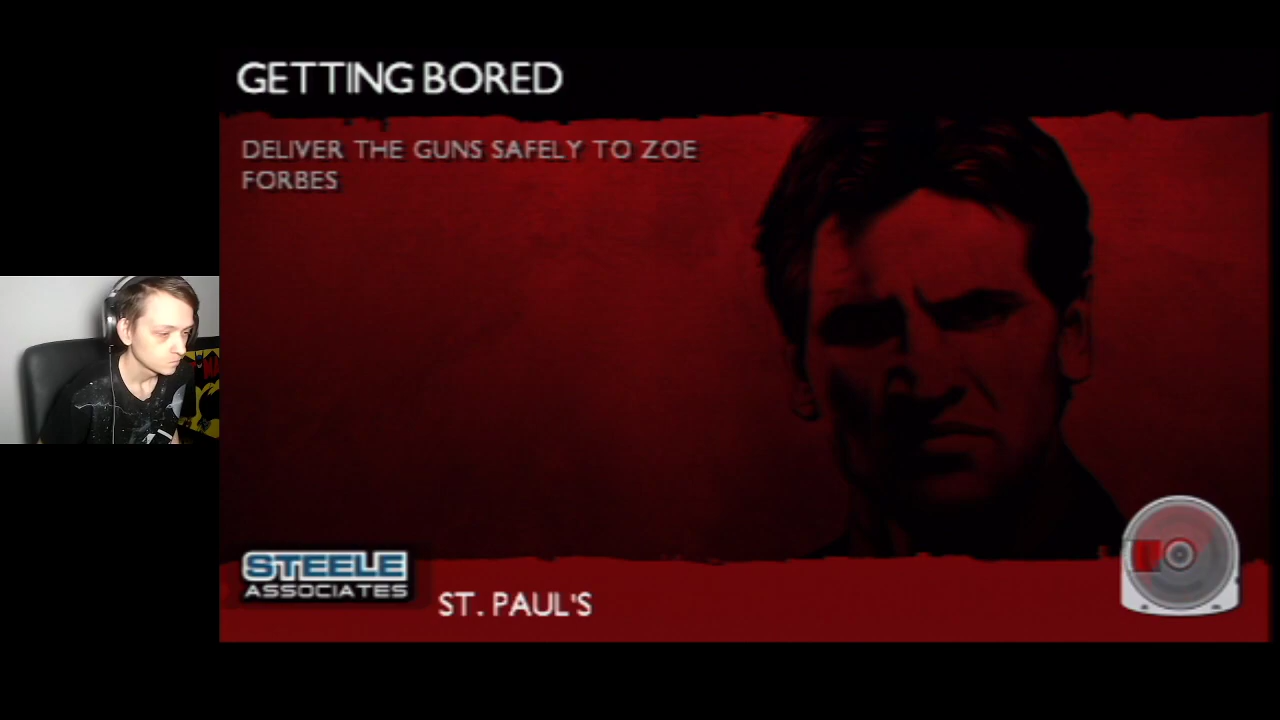 GETTING BORED
DELIVER THE GUNS SAFELY TO ZOE
FORBES
STEELE
ASSOCIATES
ST. PAUL'S